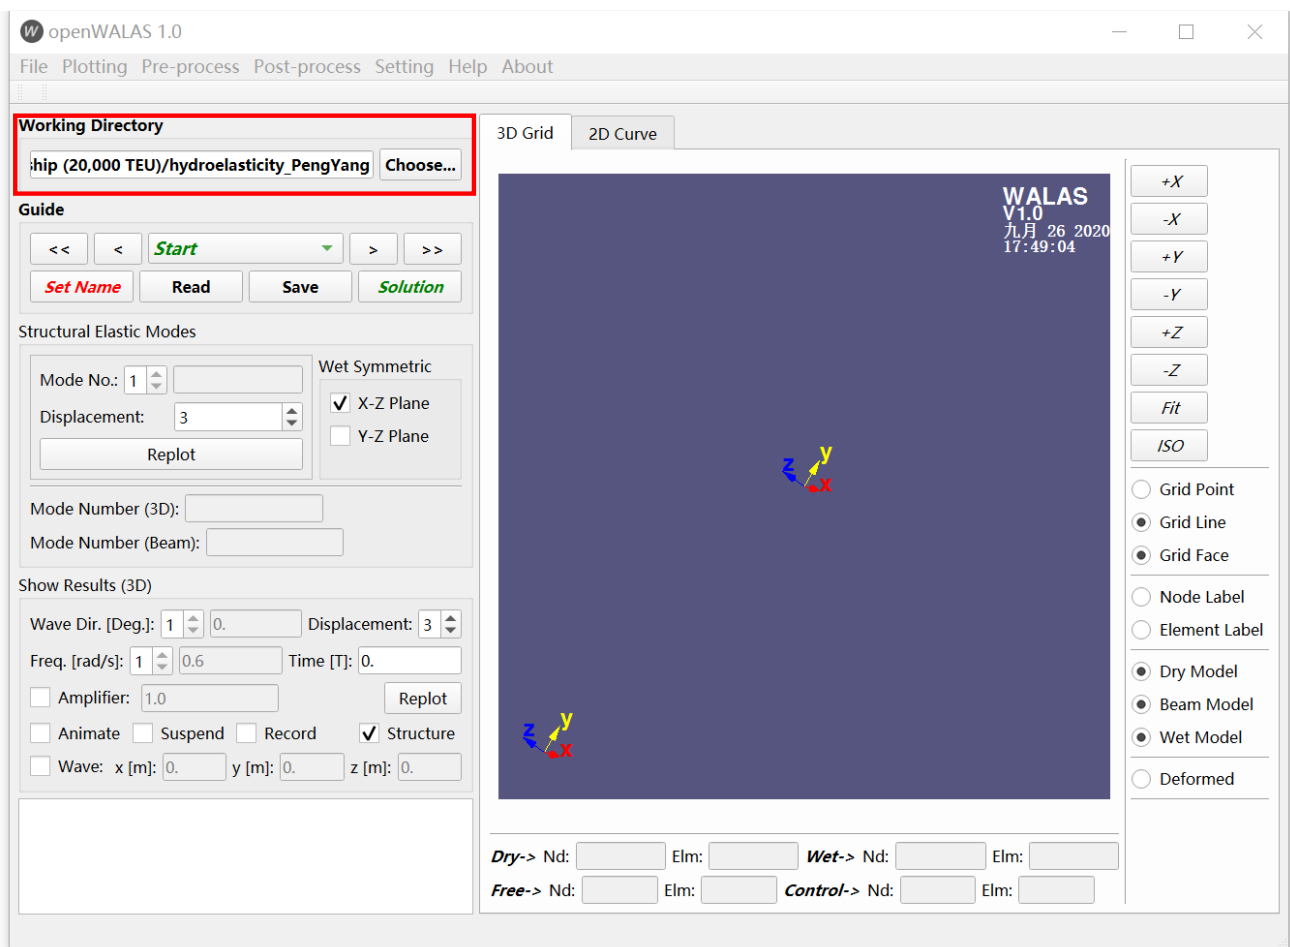 openWALAS 1.0
File Plotting Pre-process Post-process Setting Help About
Working Directory
ship (20,000 TEU)/hydroelasticity_PengYang Choose...
Guide
<< < Start > >>
Set Name Read Save Solution
Structural Elastic Modes
Mode No.: 1
Displacement: 3
Replot
Wet Symmetric
X-Z Plane
Y-Z Plane
Mode Number (3D):
Mode Number (Beam):
Show Results (3D)
Wave Dir. [Deg.]: 1 0. Displacement: 3
Freq. [rad/s]: 1 0.6 Time [T]: 0.
Amplifier: 1.0 Replot
Animate Suspend Record Structure
Wave: x [m]: 0. y [m]: 0. z [m]: 0.
3D Grid 2D Curve
WALAS
V1.0
九月 26 2020
17:49:04
z y x
z y x
+X
-X
+Y
-Y
+Z
-Z
Fit
ISO
Grid Point
Grid Line
Grid Face
Node Label
Element Label
Dry Model
Beam Model
Wet Model
Deformed
Dry-> Nd: Elm: Wet-> Nd: Elm:
Free-> Nd: Elm: Control-> Nd: Elm: